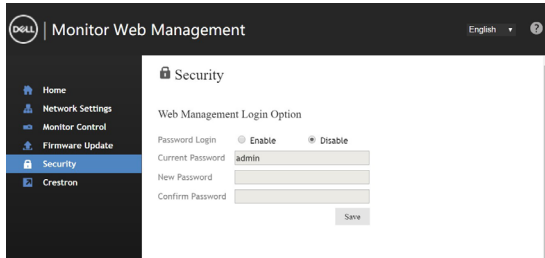 DELL | Monitor Web Management
English
?
Home
Network Settings
Monitor Control
Firmware Update
Security
Crestron
Security
Web Management Login Option
Password Login Enable Disable
Current Password admin
New Password
Confirm Password
Save